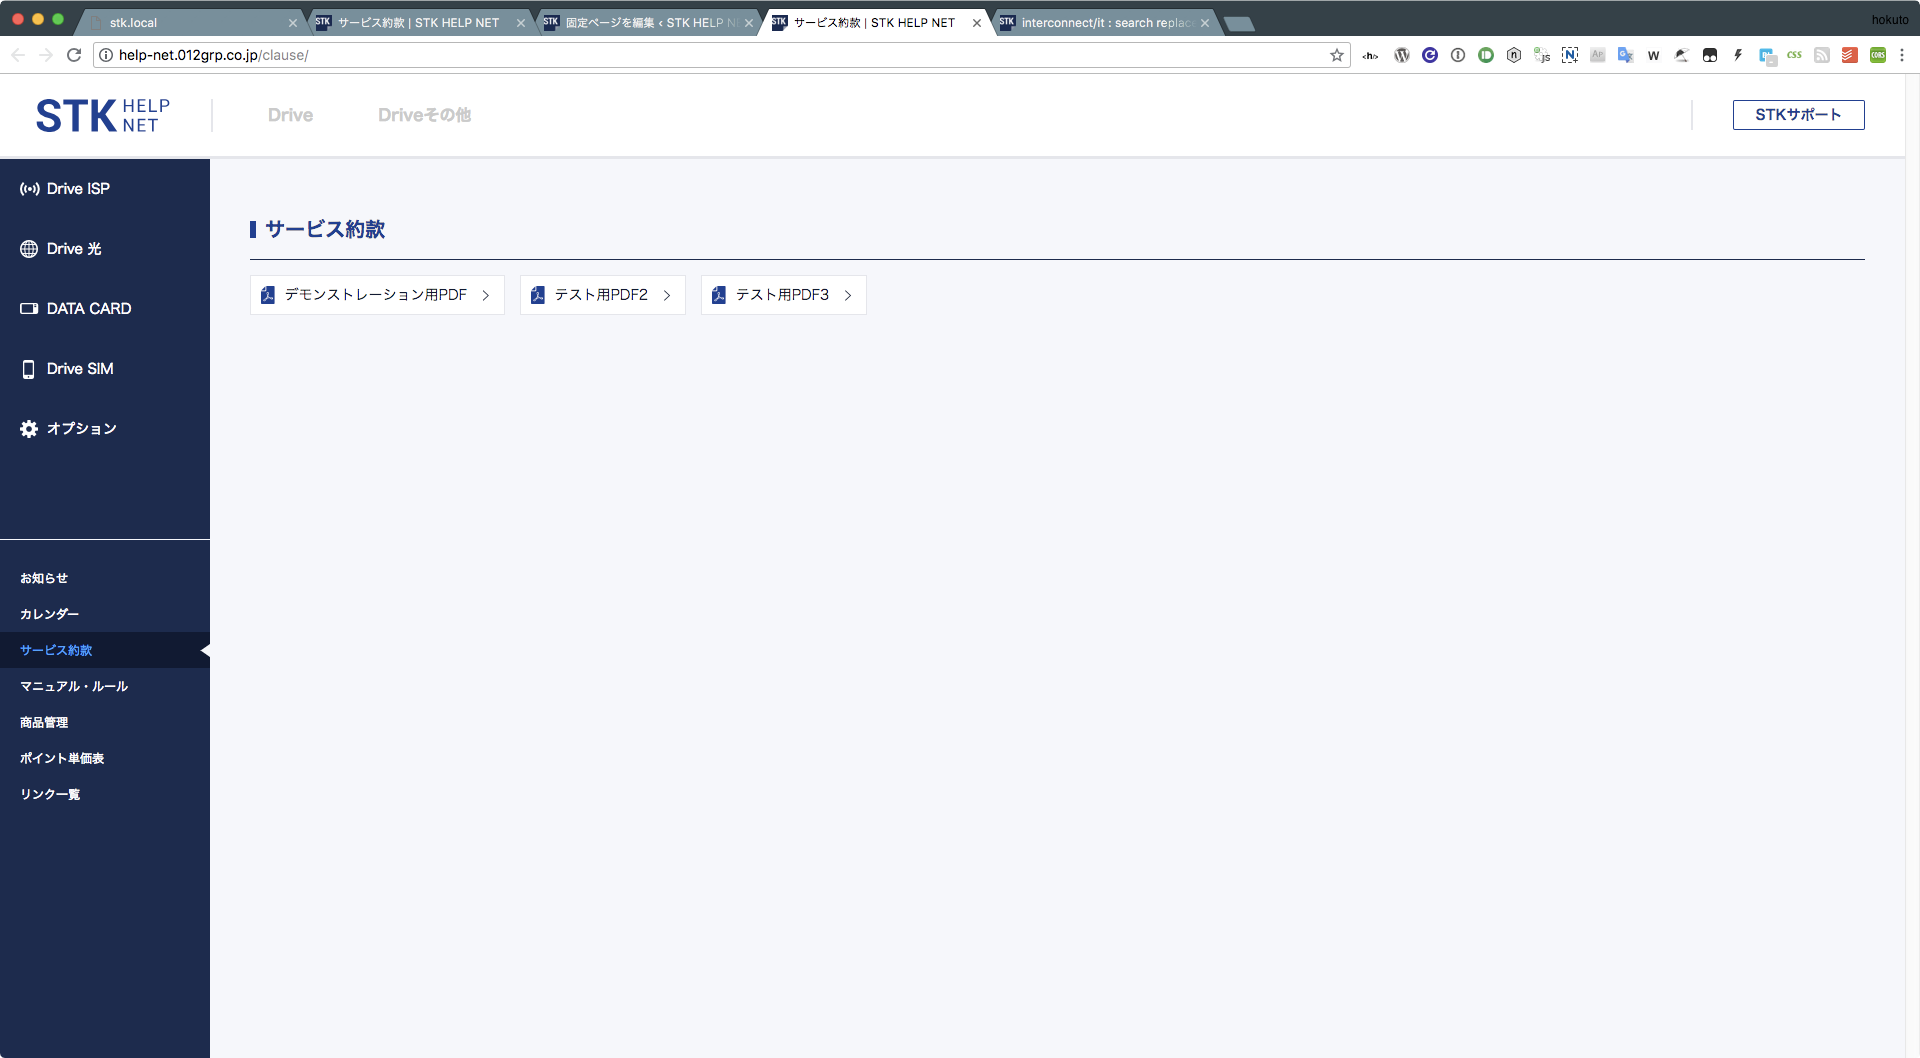 stk.local
サービス約款 | STK HELP NET
固定ページを編集 ‹ STK HELP N
サービス約款 | STK HELP NET
interconnect/it : search replac
hokuto
help-net.012grp.co.jp/clause/
STK HELP NET
Drive
Driveその他
STKサポート
Drive ISP
Drive 光
DATA CARD
Drive SIM
オプション
お知らせ
カレンダー
サービス約款
マニュアル・ルール
商品管理
ポイント単価表
リンク一覧
サービス約款
デモンストレーション用PDF
テスト用PDF2
テスト用PDF3